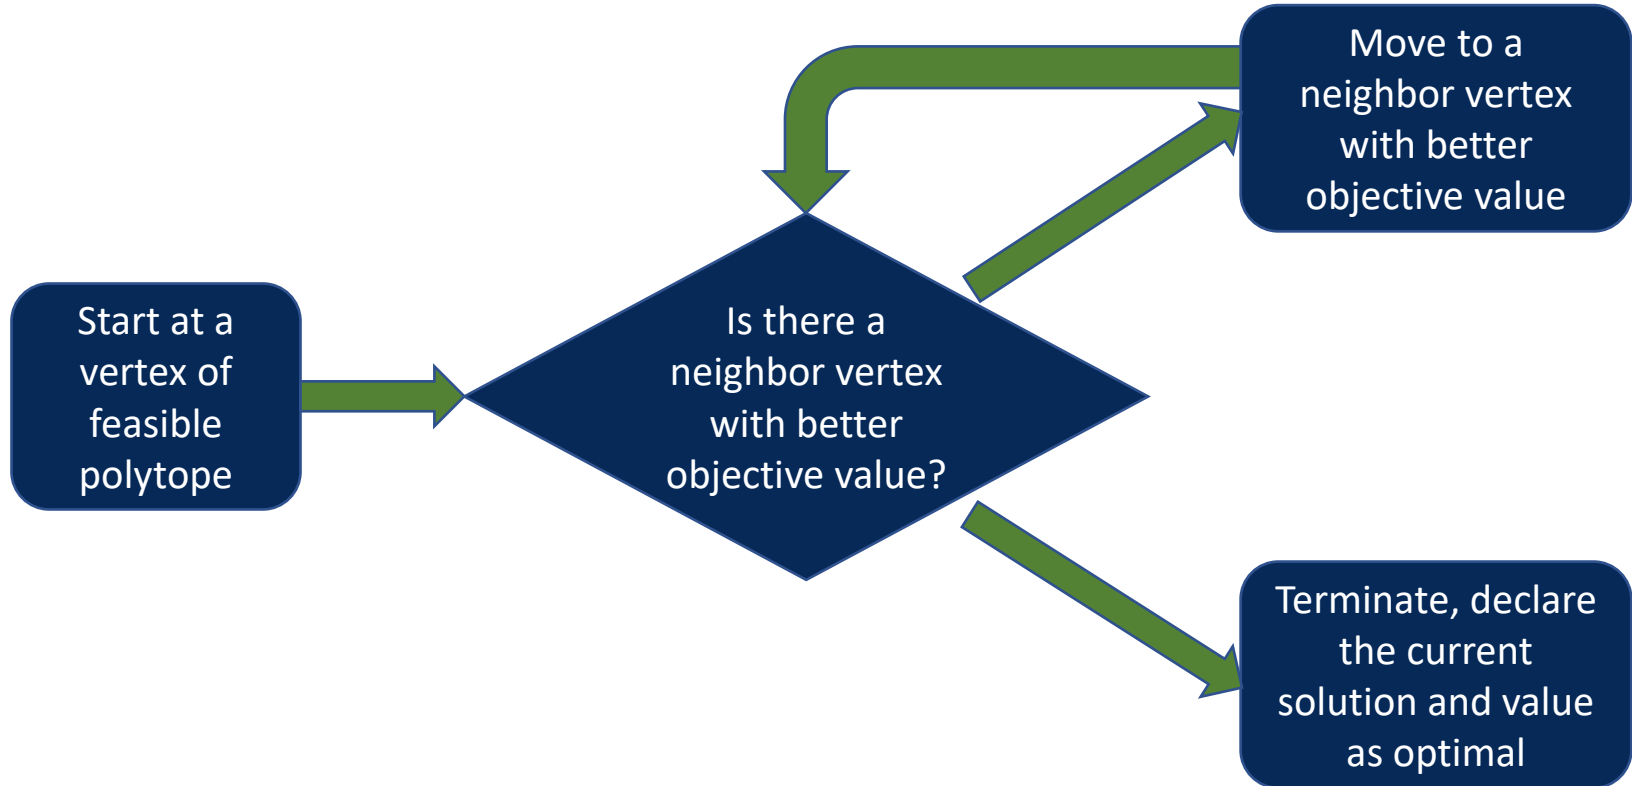 Start at a
vertex of
feasible
polytope
Is there a
neighbor vertex
with better
objective value?
Move to a
neighbor vertex
with better
objective value
Terminate, declare
the current
solution and value
as optimal